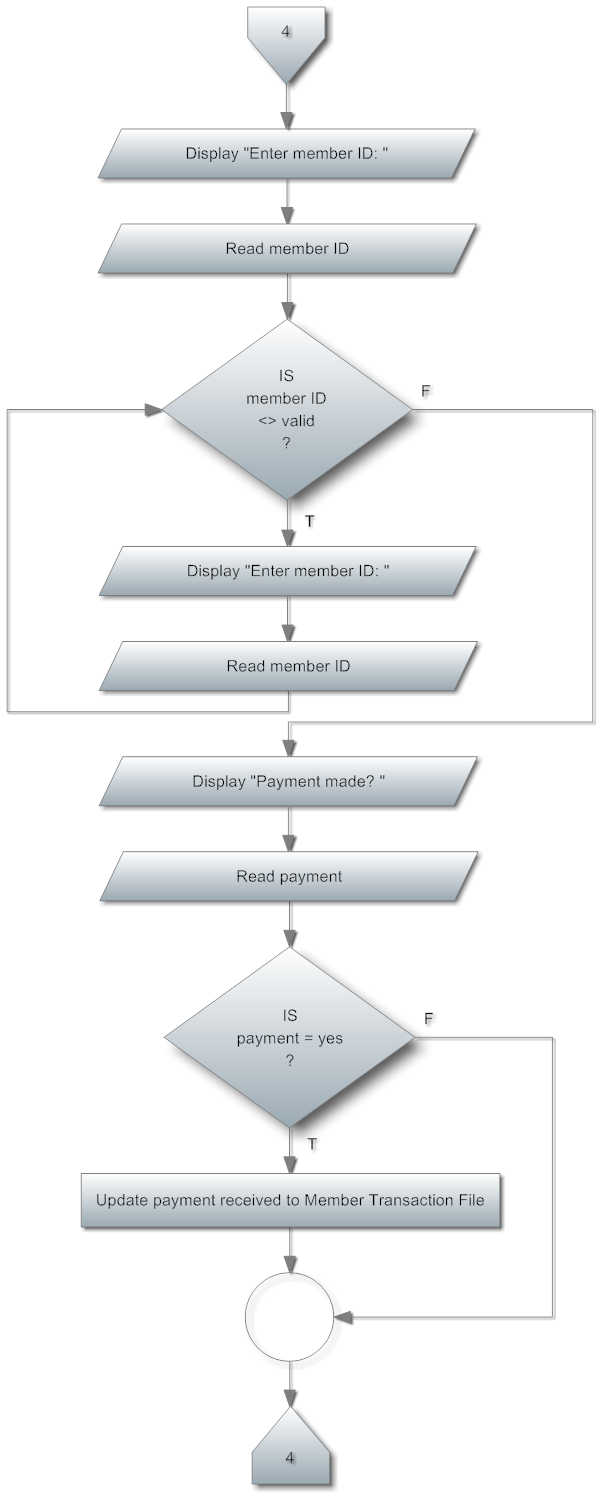 4
Display "Enter member ID: "
Read member ID
IS
member ID
<> valid
?
F
T
Display "Enter member ID: "
Read member ID
Display "Payment made? "
Read payment
IS
payment = yes
?
F
T
Update payment received to Member Transaction File
4